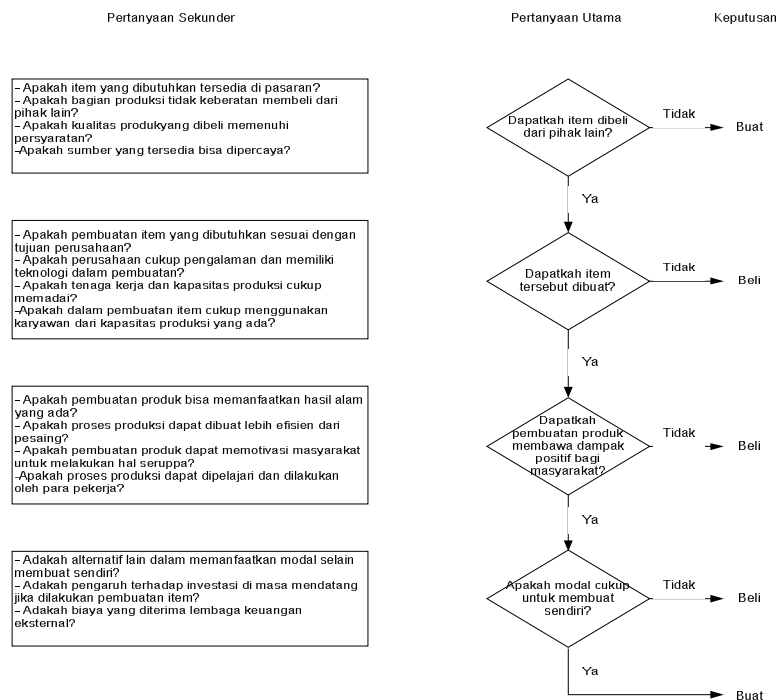 Pertanyaan Sekunder
Pertanyaan Utama
Keputusan
- Apakah item yang dibutuhkan tersedia di pasaran?
- Apakah bagian produksi tidak keberatan membeli dari
pihak lain?
- Apakah kualitas produkyang dibeli memenuhi
persyaratan?
-Apakah sumber yang tersedia bisa dipercaya?
Dapatkah item dibeli
dari pihak lain?
Tidak
Buat
Ya
- Apakah pembuatan item yang dibutuhkan sesuai dengan
tujuan perusahaan?
- Apakah perusahaan cukup pengalaman dan memiliki
teknologi dalam pembuatan?
- Apakah tenaga kerja dan kapasitas produksi cukup
memadai?
-Apakah dalam pembuatan item cukup menggunakan
karyawan dari kapasitas produksi yang ada?
Dapatkah item
tersebut dibuat?
Tidak
Beli
Ya
- Apakah pembuatan produk bisa memanfaatkan hasil alam
yang ada?
- Apakah proses produksi dapat dibuat lebih efisien dari
pesaing?
- Apakah pembuatan produk dapat memotivasi masyarakat
untuk melakukan hal seruppa?
-Apakah proses produksi dapat dipelajari dan dilakukan
oleh para pekerja?
Dapatkah
pembuatan produk
membawa dampak
positif bagi
masyarakat?
Tidak
Beli
Ya
- Adakah alternatif lain dalam memanfaatkan modal selain
membuat sendiri?
- Adakah pengaruh terhadap investasi di masa mendatang
jika dilakukan pembuatan item?
- Adakah biaya yang diterima lembaga keuangan
eksternal?
Apakah modal cukup
untuk membuat
sendiri?
Tidak
Beli
Ya
Buat